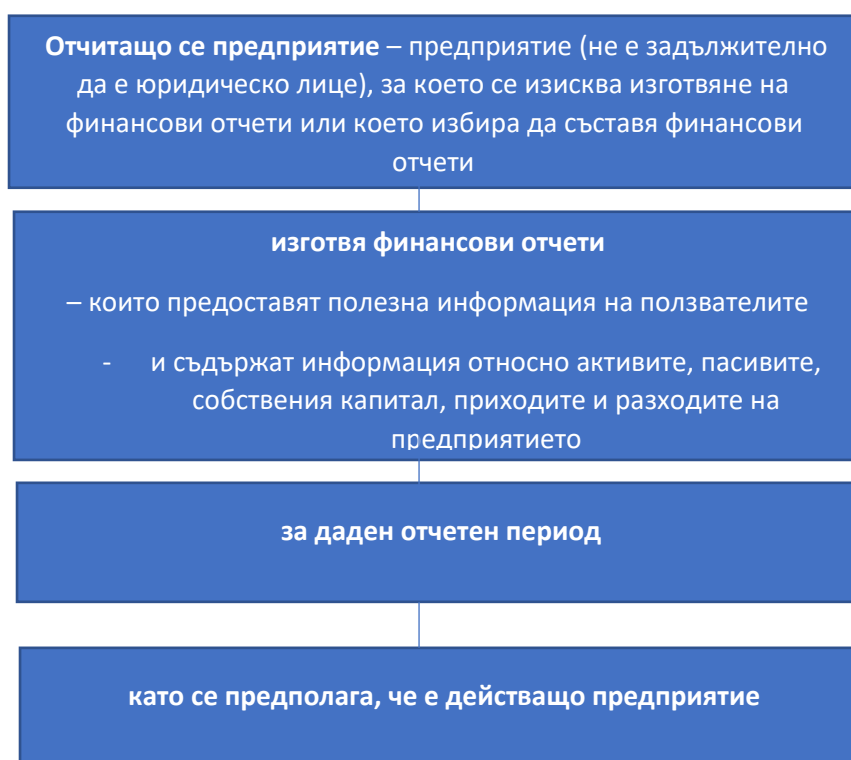 Отчитащо се предприятие – предприятие (не е задължително
да е юридическо лице), за което се изисква изготвяне на
финансови отчети или което избира да съставя финансови
отчети
изготвя финансови отчети
– които предоставят полезна информация на ползвателите
- и съдържат информация относно активите, пасивите,
собствения капитал, приходите и разходите на
предприятието
за даден отчетен период
като се предполага, че е действащо предприятие